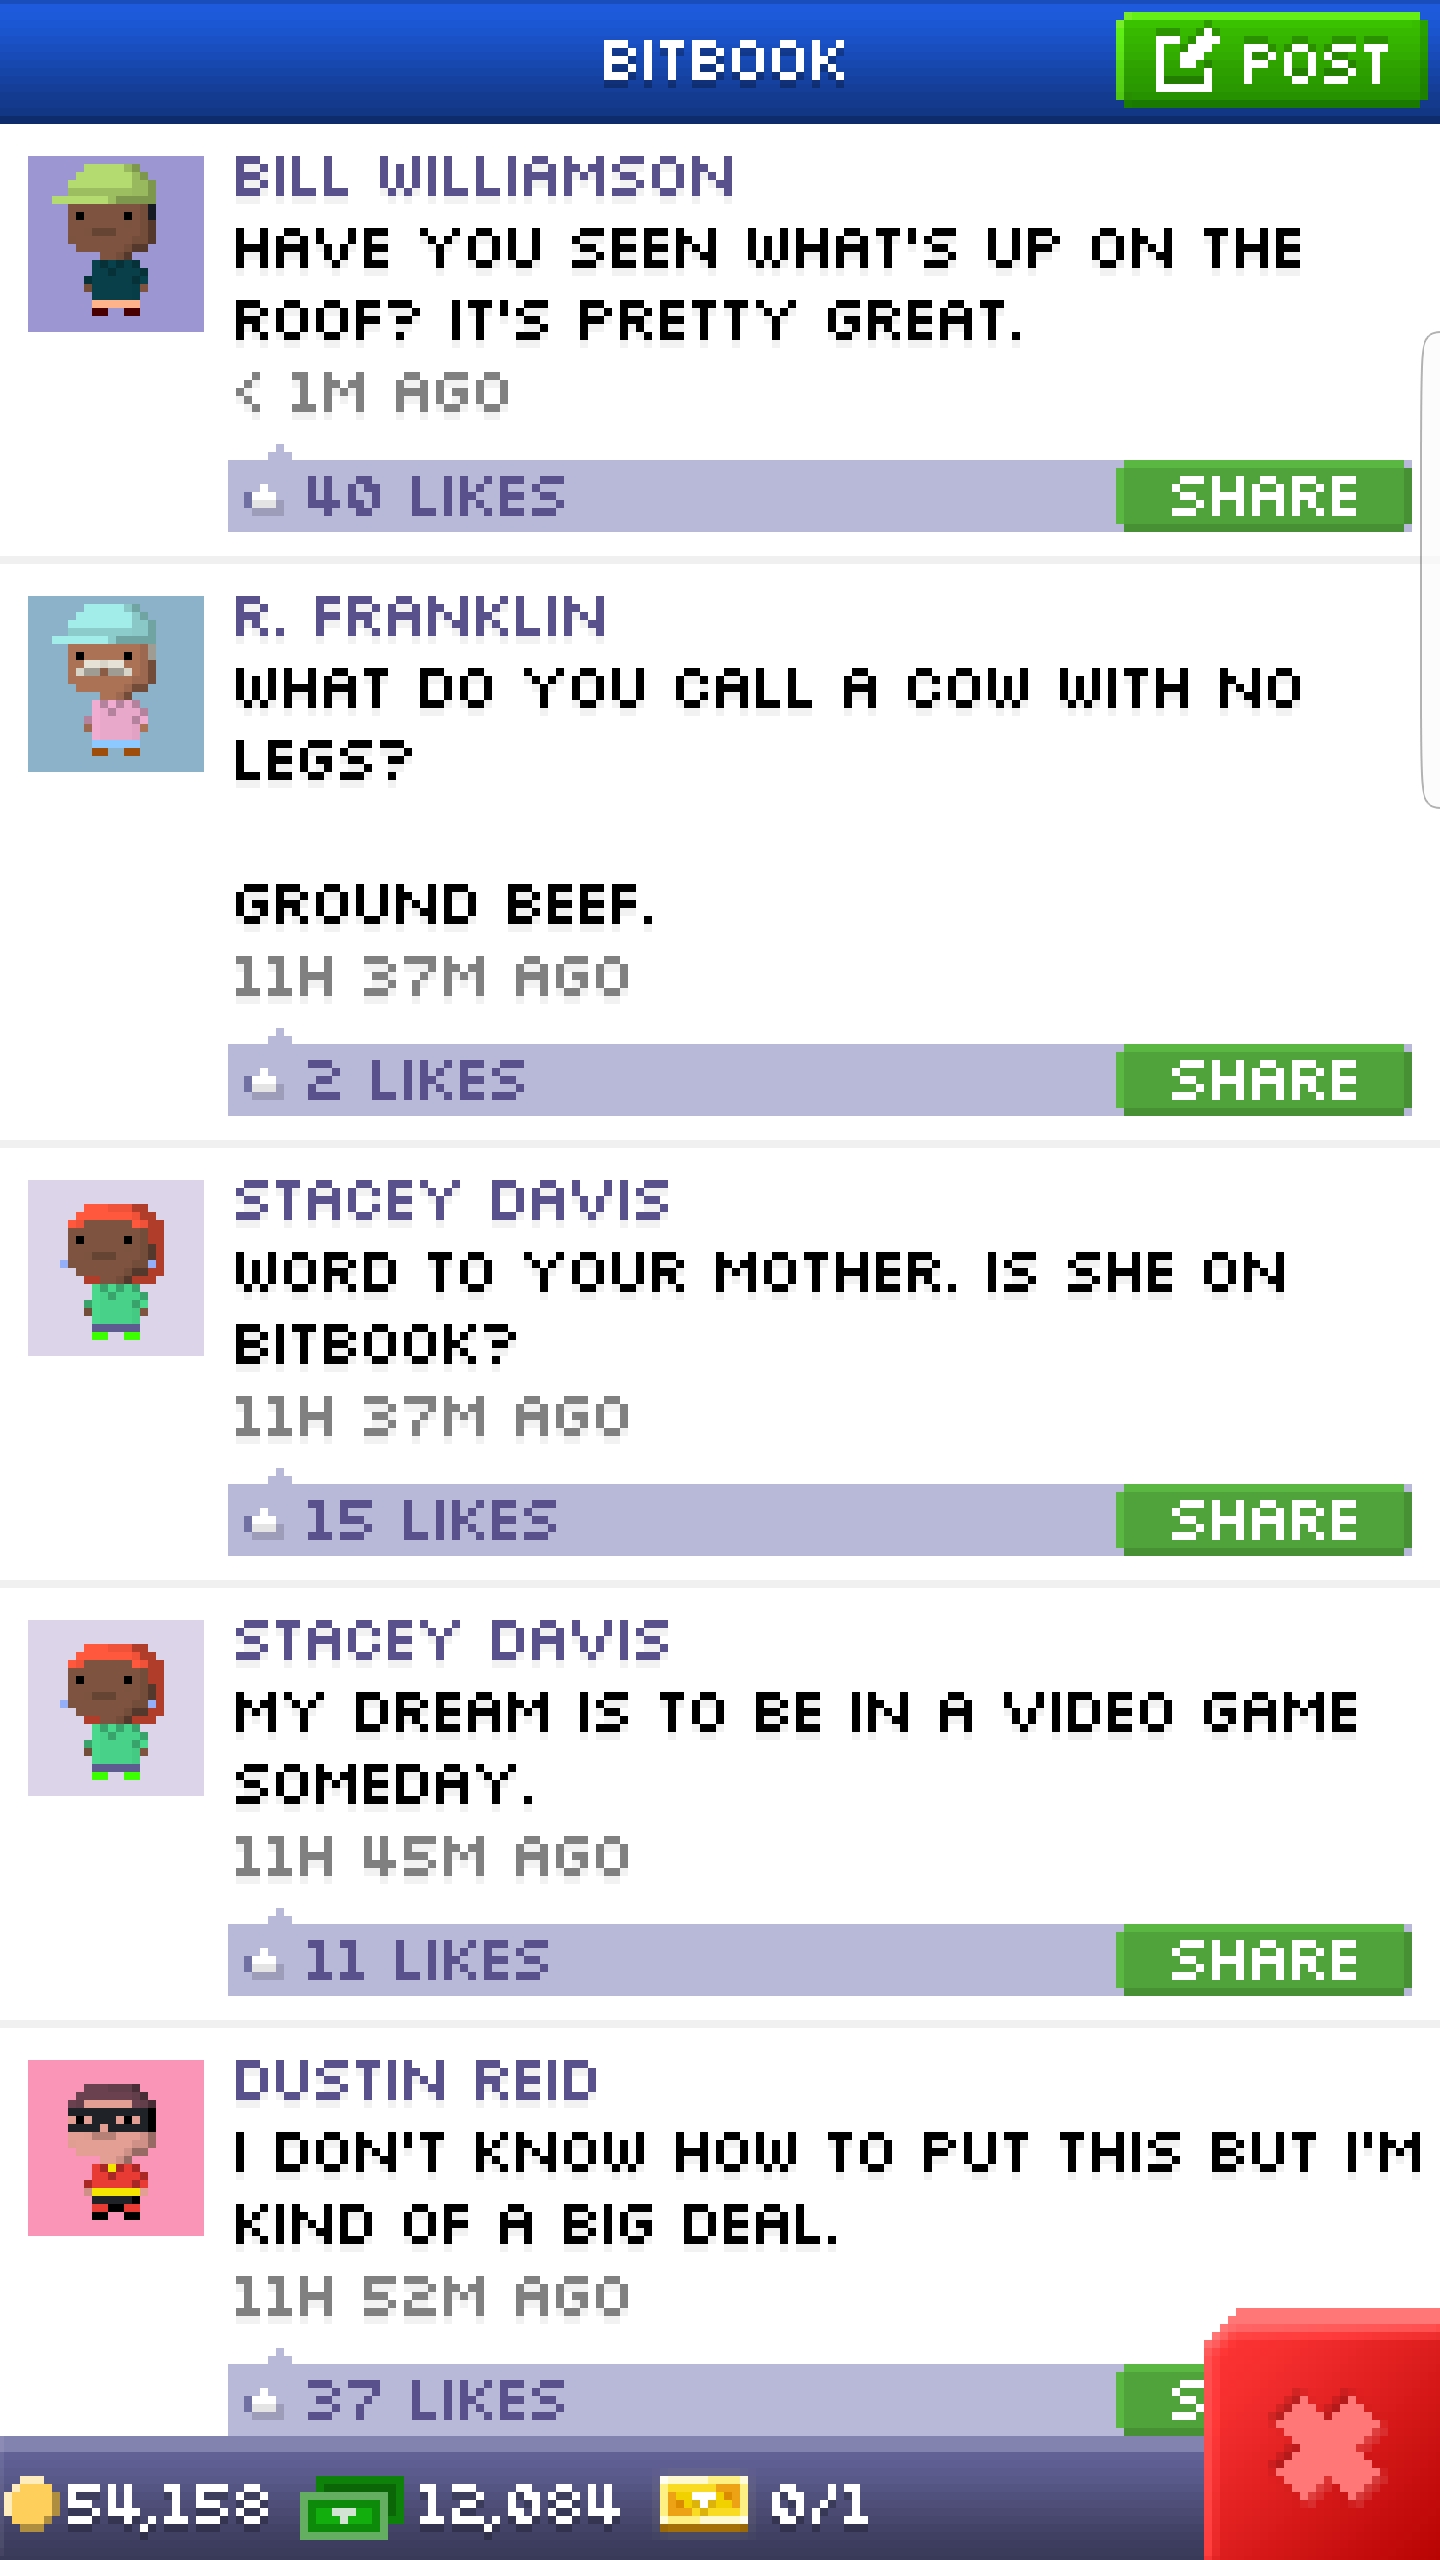 BITBOOK
POST
BILL WILLIAMSON
HAVE YOU SEEN WHAT'S UP ON THE
ROOF? IT'S PRETTY GREAT.
< 1M AGO
40 LIKES
SHARE
R. FRANKLIN
WHAT DO YOU CALL A COW WITH NO
LEGS?
GROUND BEEF.
11H 37M AGO
2 LIKES
SHARE
STACEY DAVIS
WORD TO YOUR MOTHER. IS SHE ON
BITBOOK?
11H 37M AGO
15 LIKES
SHARE
STACEY DAVIS
MY DREAM IS TO BE IN A VIDEO GAME
SOMEDAY.
11H 45M AGO
11 LIKES
SHARE
DUSTIN REID
I DON'T KNOW HOW TO PUT THIS BUT I'M
KIND OF A BIG DEAL.
11H 52M AGO
37 LIKES
S
54,158
12,084
0/1